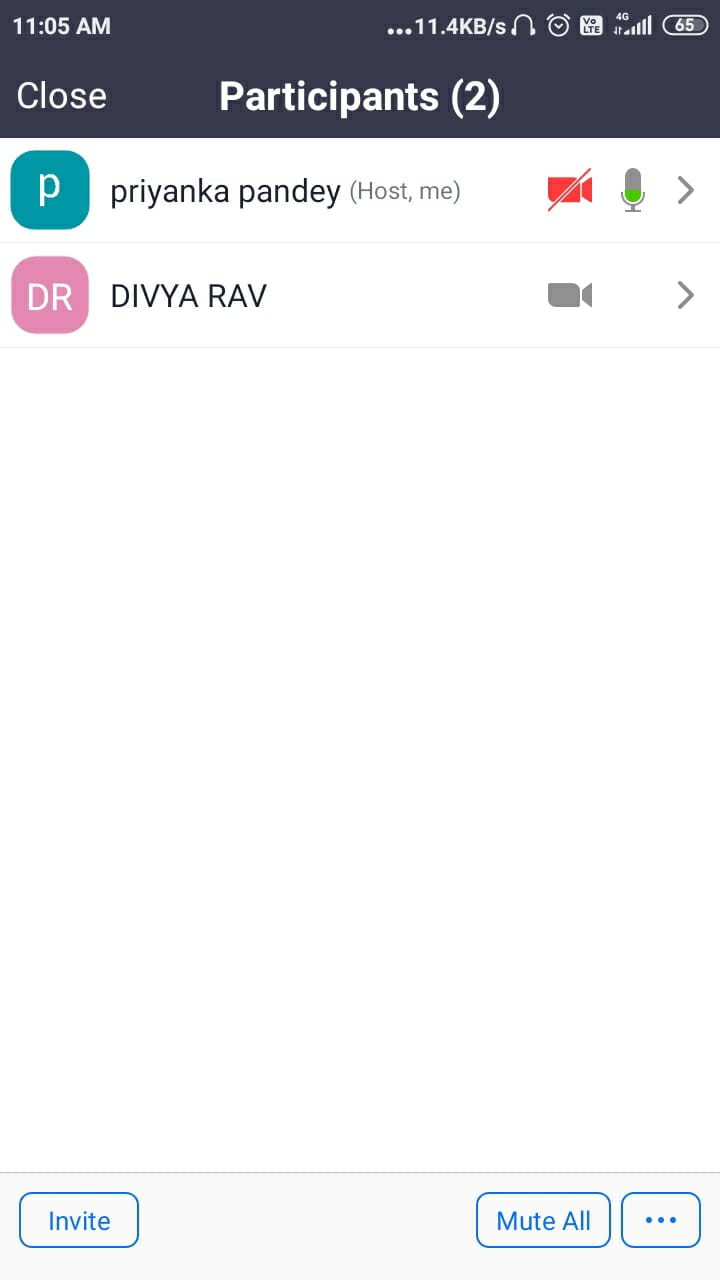 11:05 AM ...11.4KB/s Vo LTE 4G 65
Close Participants (2)
p priyanka pandey (Host, me)
DR DIVYA RAV
Invite Mute All ...